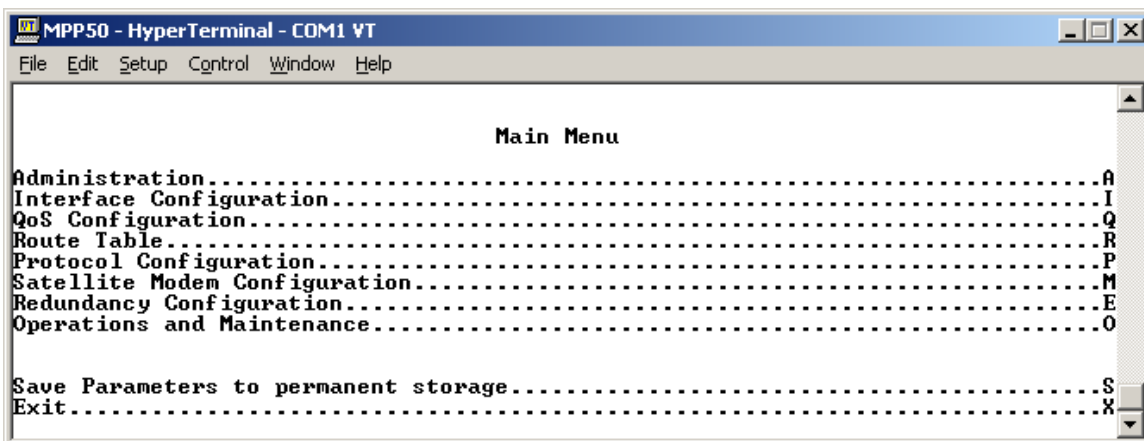 MPP50 - HyperTerminal - COM1 VT
File Edit Setup Control Window Help
Main Menu
Administration................................................................A
Interface Configuration.......................................................I
QoS Configuration.............................................................Q
Route Table...................................................................R
Protocol Configuration........................................................P
Satellite Modem Configuration.................................................M
Redundancy Configuration......................................................E
Operations and Maintenance....................................................O
Save Parameters to permanent storage..........................................S
Exit..........................................................................X